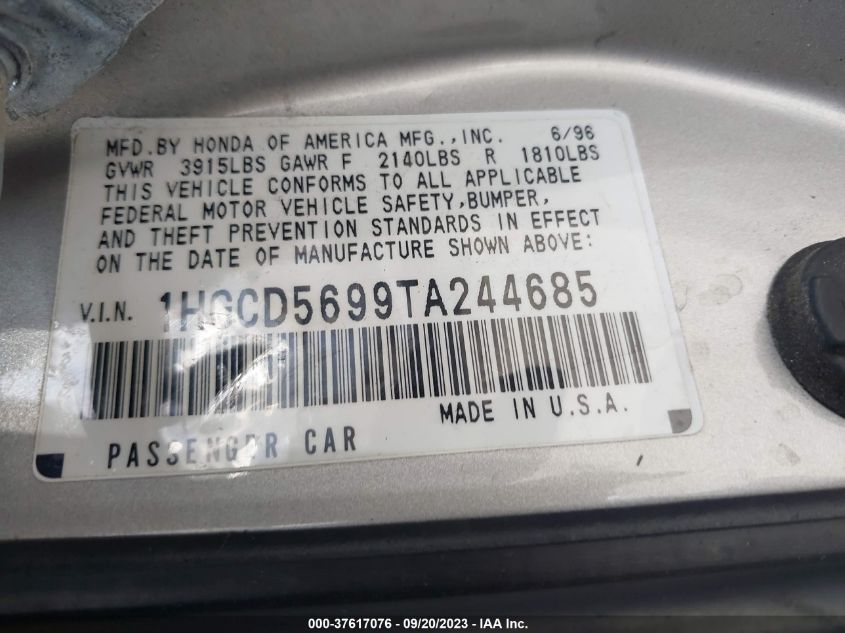 MFD.BY HONDA OF AMERICA MFG.,INC. 6/96
GVWR 3915LBS GAWR F 2140LBS R 1810LBS
THIS VEHICLE CONFORMS TO ALL APPLICABLE
FEDERAL MOTOR VEHICLE SAFETY,BUMPER,
AND THEFT PREVENTION STANDARDS IN EFFECT
ON THE DATE OF MANUFACTURE SHOWN ABOVE:
V.I.N. 1HGCD5699TA244685
PASSENGER CAR MADE IN U.S.A.
000-37617076 - 09/20/2023 - IAA Inc.